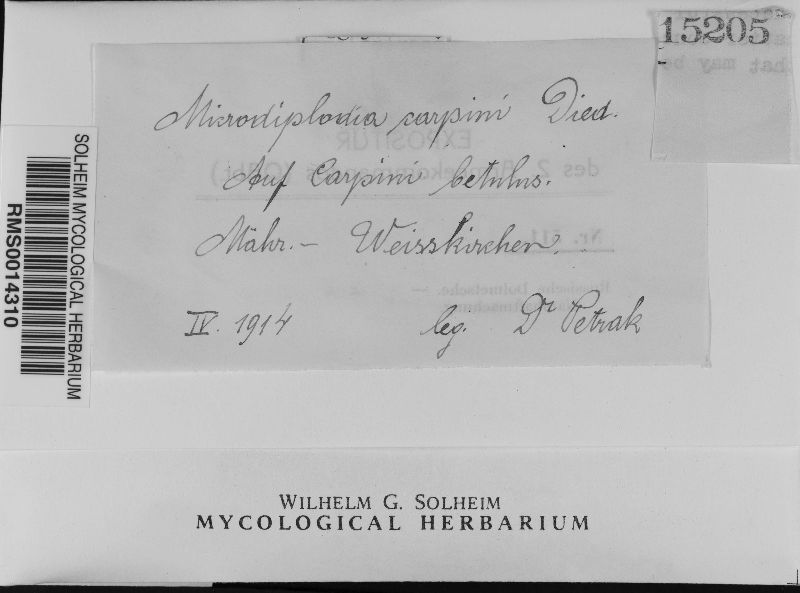 15205
Microdiplodia carpini Died.
Auf Carpini betulus.
Mähr. – Weisskirchen.
IV. 1914 leg. Dr Petrak
SOLHEIM MYCOLOGICAL HERBARIUM
RMS0014310
WILHELM G. SOLHEIM
MYCOLOGICAL HERBARIUM